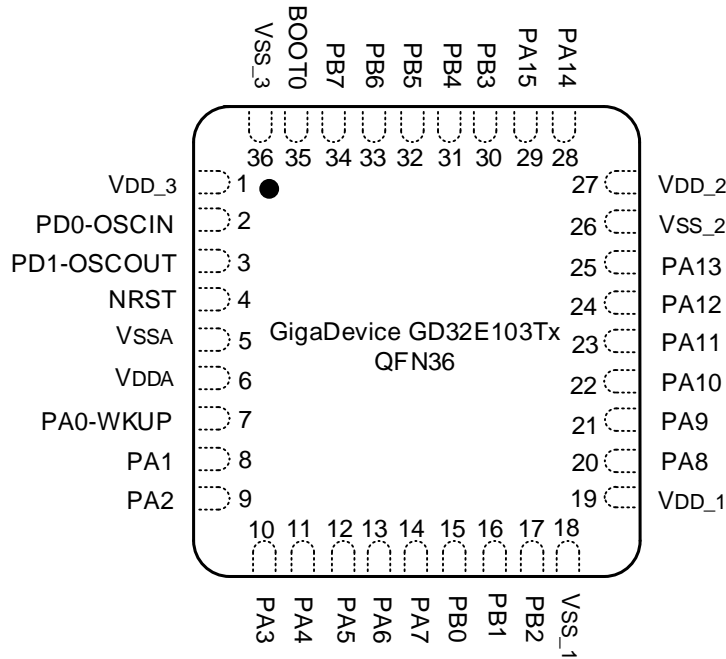 VSS_3
BOOT0
PB7
PB6
PB5
PB4
PB3
PA15
PA14
36 35 34 33 32 31 30 29 28
VDD_3 1 27 VDD_2
PD0-OSCIN 2 26 VSS_2
PD1-OSCOUT 3 25 PA13
NRST 4 24 PA12
VSSA 5 GigaDevice GD32E103Tx 23 PA11
QFN36
VDDA 6 22 PA10
PA0-WKUP 7 21 PA9
PA1 8 20 PA8
PA2 9 19 VDD_1
10 11 12 13 14 15 16 17 18
PA3
PA4
PA5
PA6
PA7
PB0
PB1
PB2
VSS_1